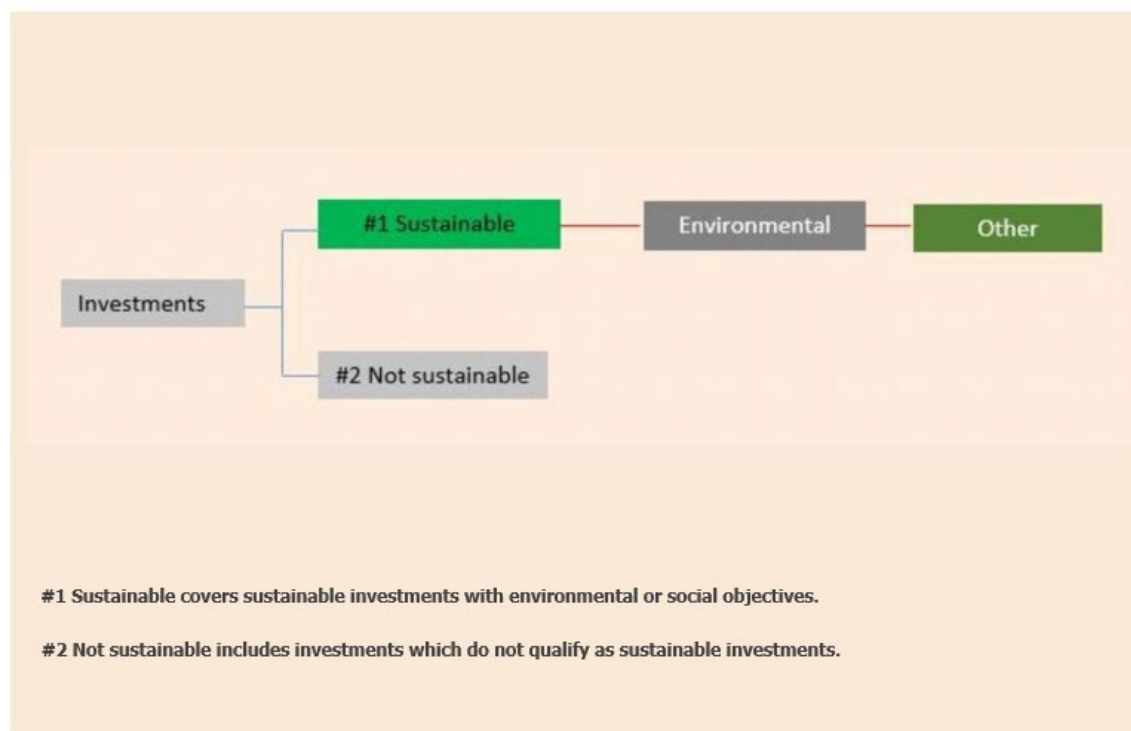 #1 Sustainable
Environmental
Other
Investments
#2 Not sustainable
#1 Sustainable covers sustainable investments with environmental or social objectives.
#2 Not sustainable includes investments which do not qualify as sustainable investments.